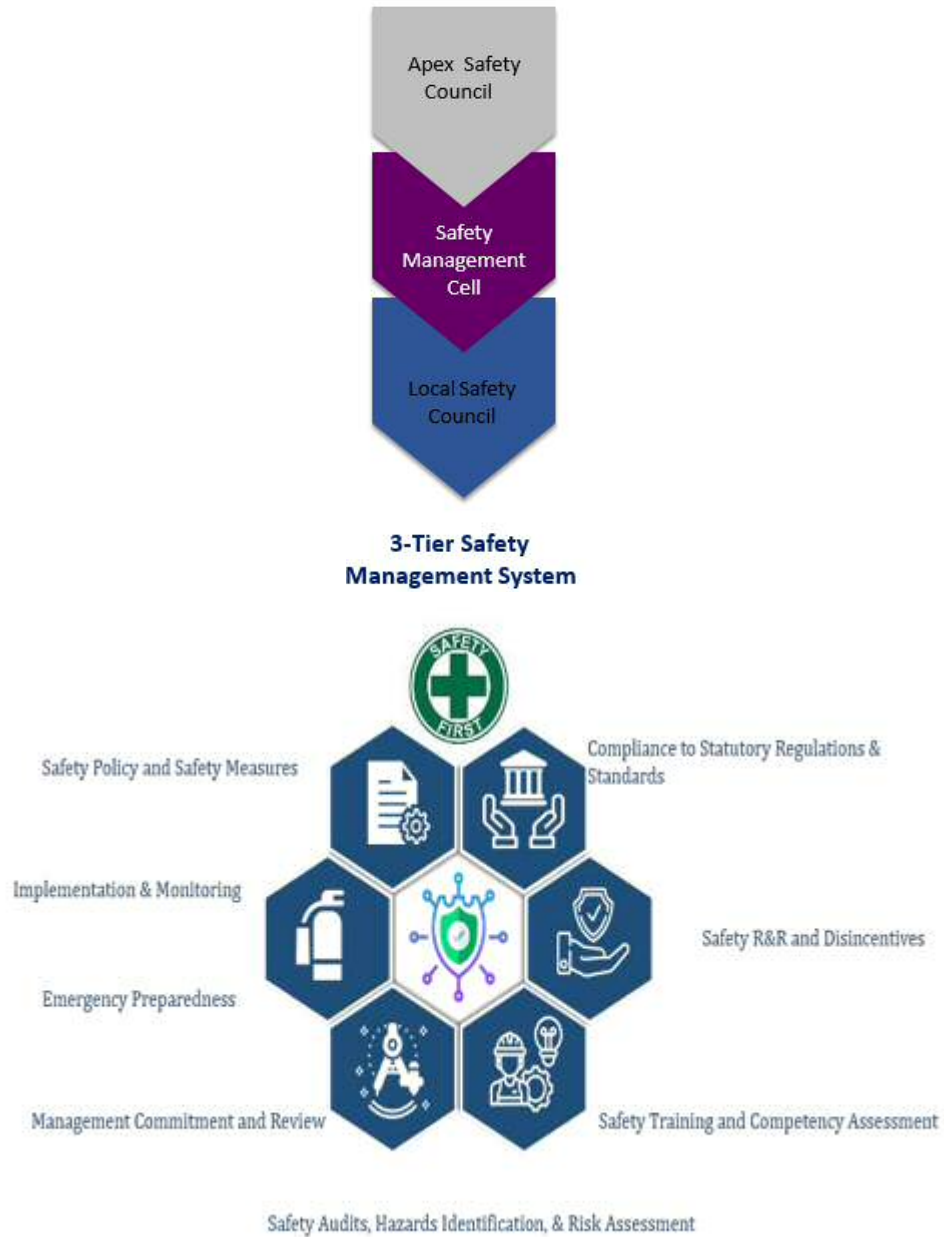 Apex Safety
Council
Safety
Management
Cell
Local Safety
Council
3-Tier Safety
Management System
SAFETY
FIRST
Safety Policy and Safety Measures
Compliance to Statutory Regulations &
Standards
Implementation & Monitoring
Safety R&R and Disincentives
Emergency Preparedness
Management Commitment and Review
Safety Training and Competency Assessment
Safety Audits, Hazards Identification, & Risk Assessment